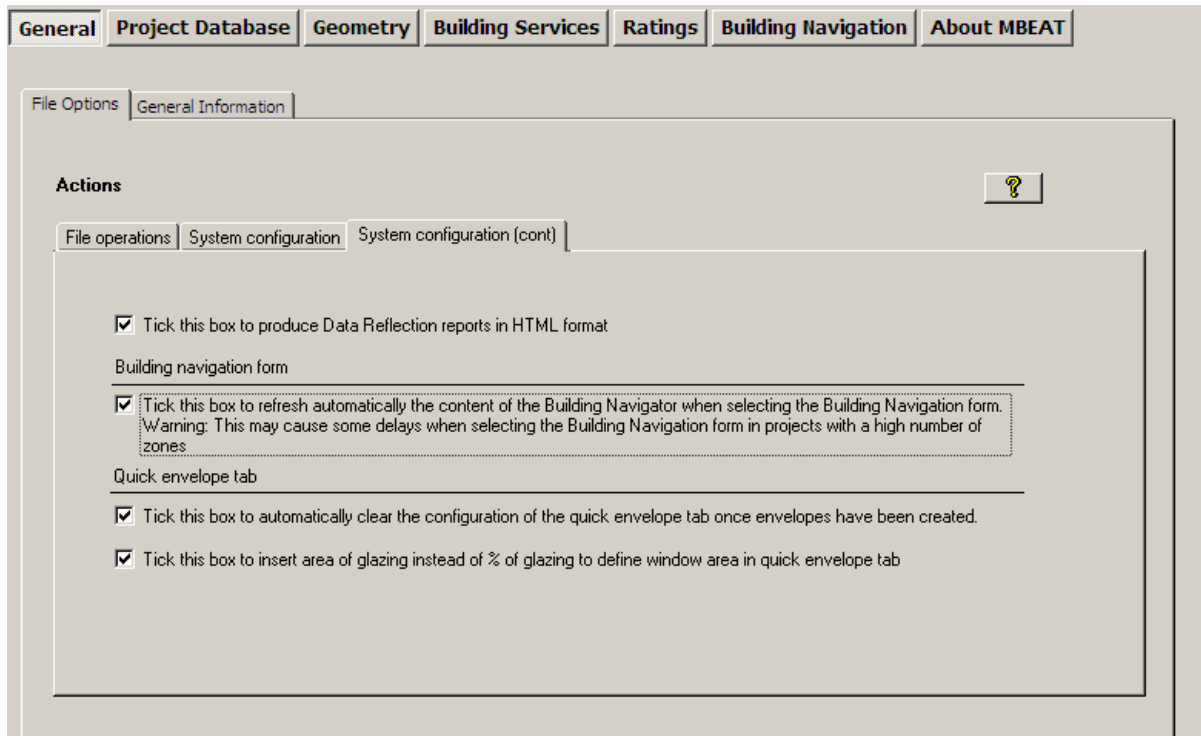 General Project Database Geometry Building Services Ratings Building Navigation About MBEAT
File Options General Information
Actions
?
File operations System configuration System configuration (cont)
Tick this box to produce Data Reflection reports in HTML format
Building navigation form
Tick this box to refresh automatically the content of the Building Navigator when selecting the Building Navigation form.
Warning: This may cause some delays when selecting the Building Navigation form in projects with a high number of
zones
Quick envelope tab
Tick this box to automatically clear the configuration of the quick envelope tab once envelopes have been created.
Tick this box to insert area of glazing instead of % of glazing to define window area in quick envelope tab